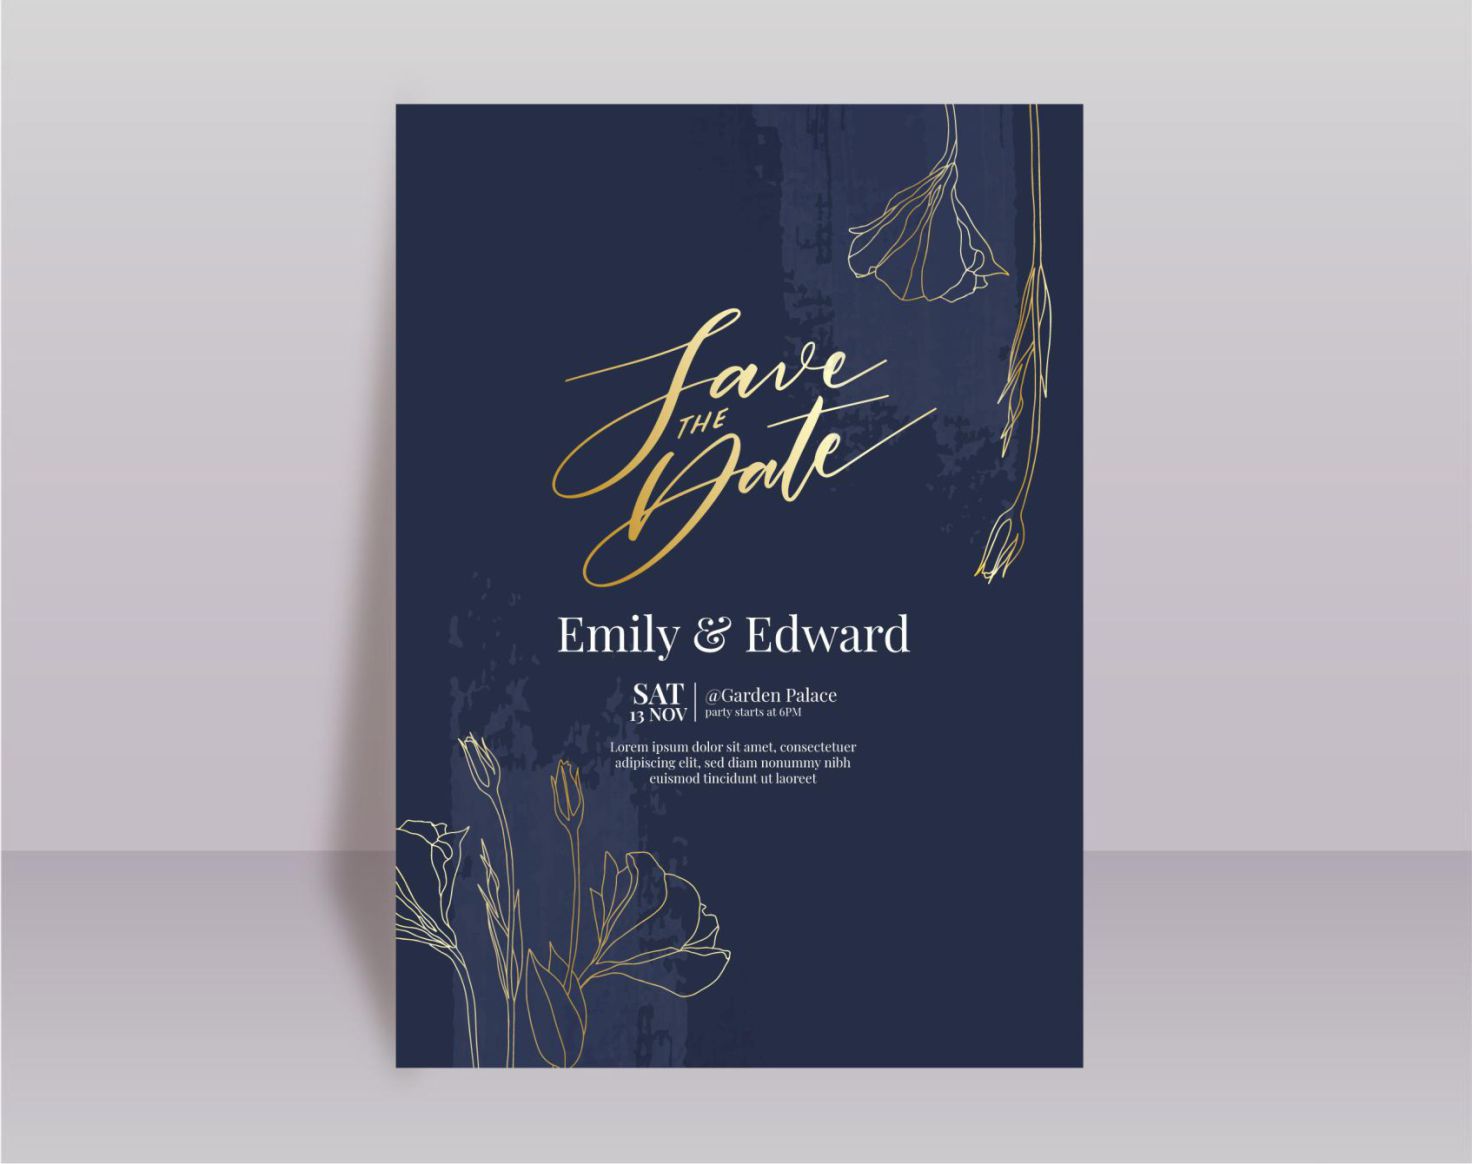 Save
THE
Date
Emily & Edward
SAT
13 NOV
@Garden Palace
party starts at 6PM
Lorem ipsum dolor sit amet, consectetuer
adipiscing elit, sed diam nonummy nibh
euismod tincidunt ut laoreet